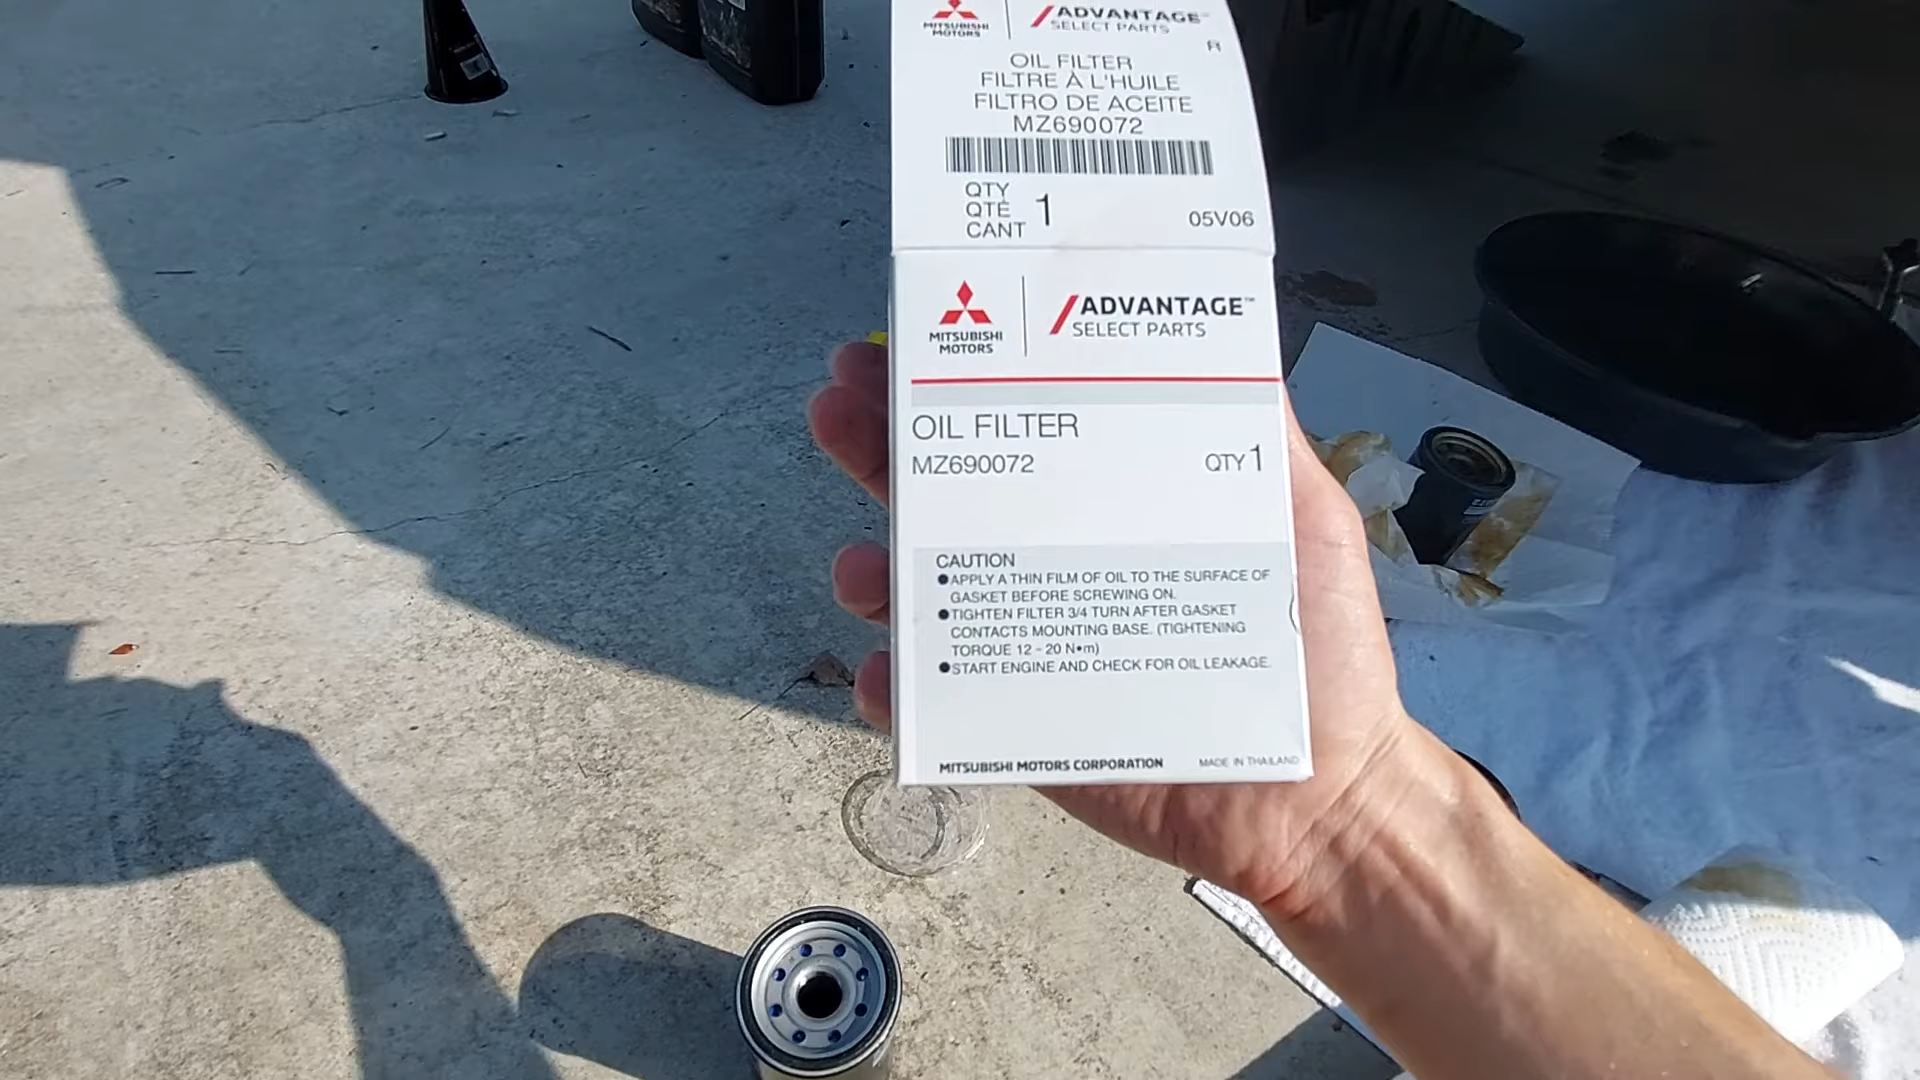 MITSUBISHI
MOTORS
ADVANTAGE™
SELECT PARTS
R
OIL FILTER
FILTRE À L'HUILE
FILTRO DE ACEITE
MZ690072
QTY
QTÉ
CANT
1
05V06
MITSUBISHI
MOTORS
ADVANTAGE™
SELECT PARTS
OIL FILTER
MZ690072
QTY 1
CAUTION
●APPLY A THIN FILM OF OIL TO THE SURFACE OF
GASKET BEFORE SCREWING ON.
●TIGHTEN FILTER 3/4 TURN AFTER GASKET
CONTACTS MOUNTING BASE. (TIGHTENING
TORQUE 12 - 20 N•m)
●START ENGINE AND CHECK FOR OIL LEAKAGE.
MITSUBISHI MOTORS CORPORATION
MADE IN THAILAND